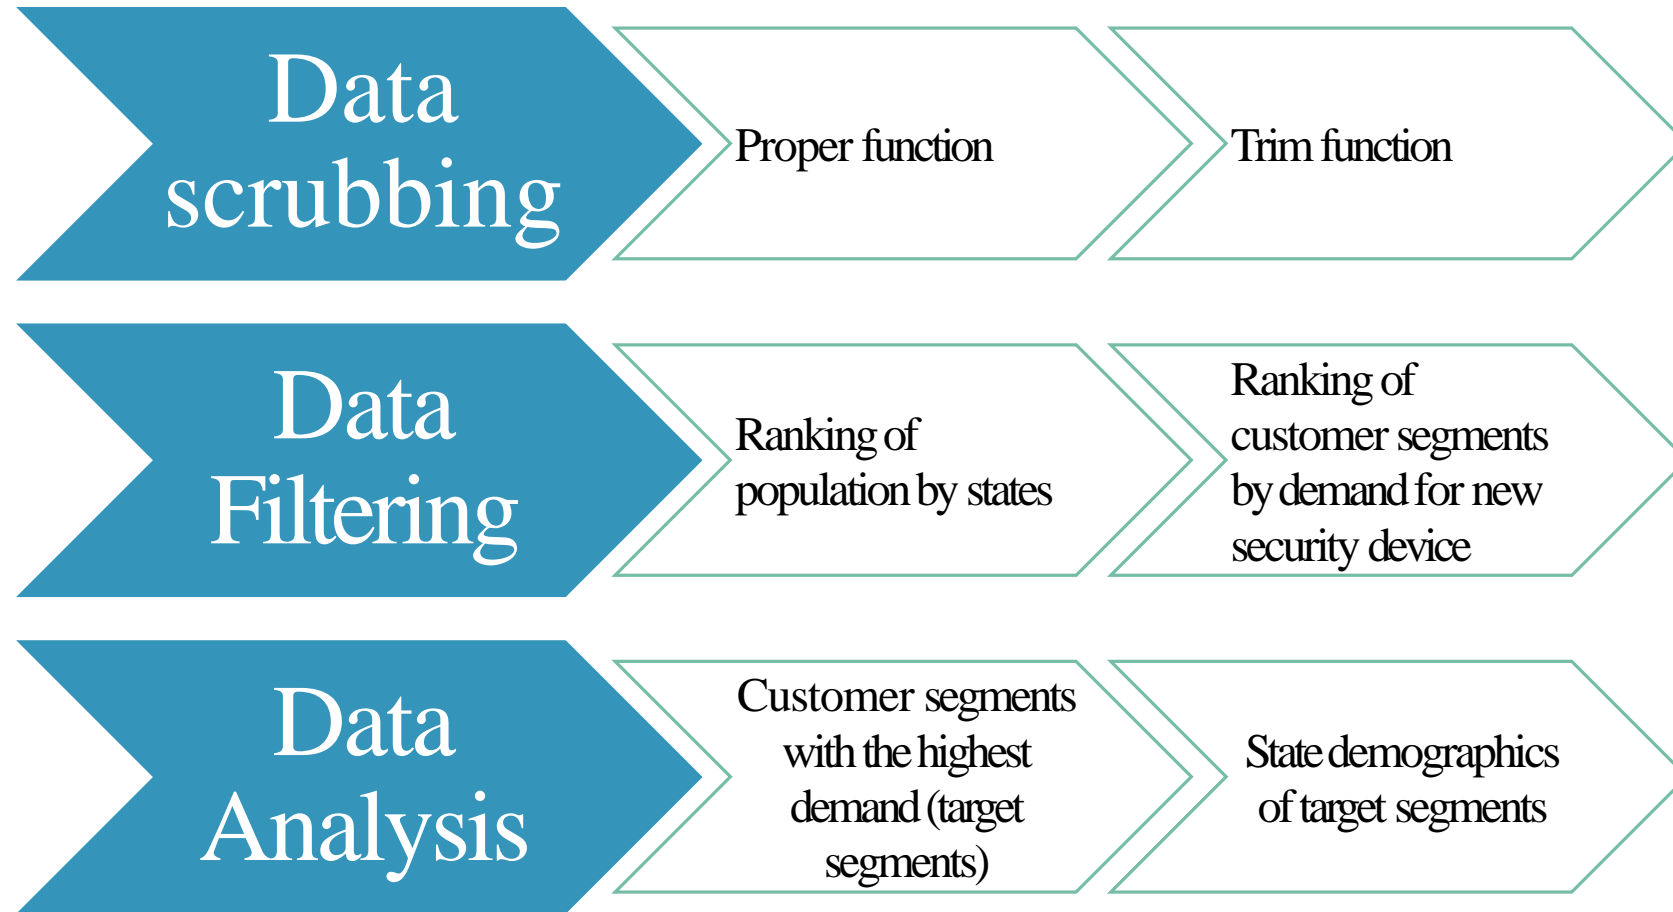 Data
scrubbing
Proper function
Trim function
Data
Filtering
Ranking of
population by states
Ranking of
customer segments
by demand for new
security device
Data
Analysis
Customer segments
with the highest
demand (target
segments)
State demographics
of target segments